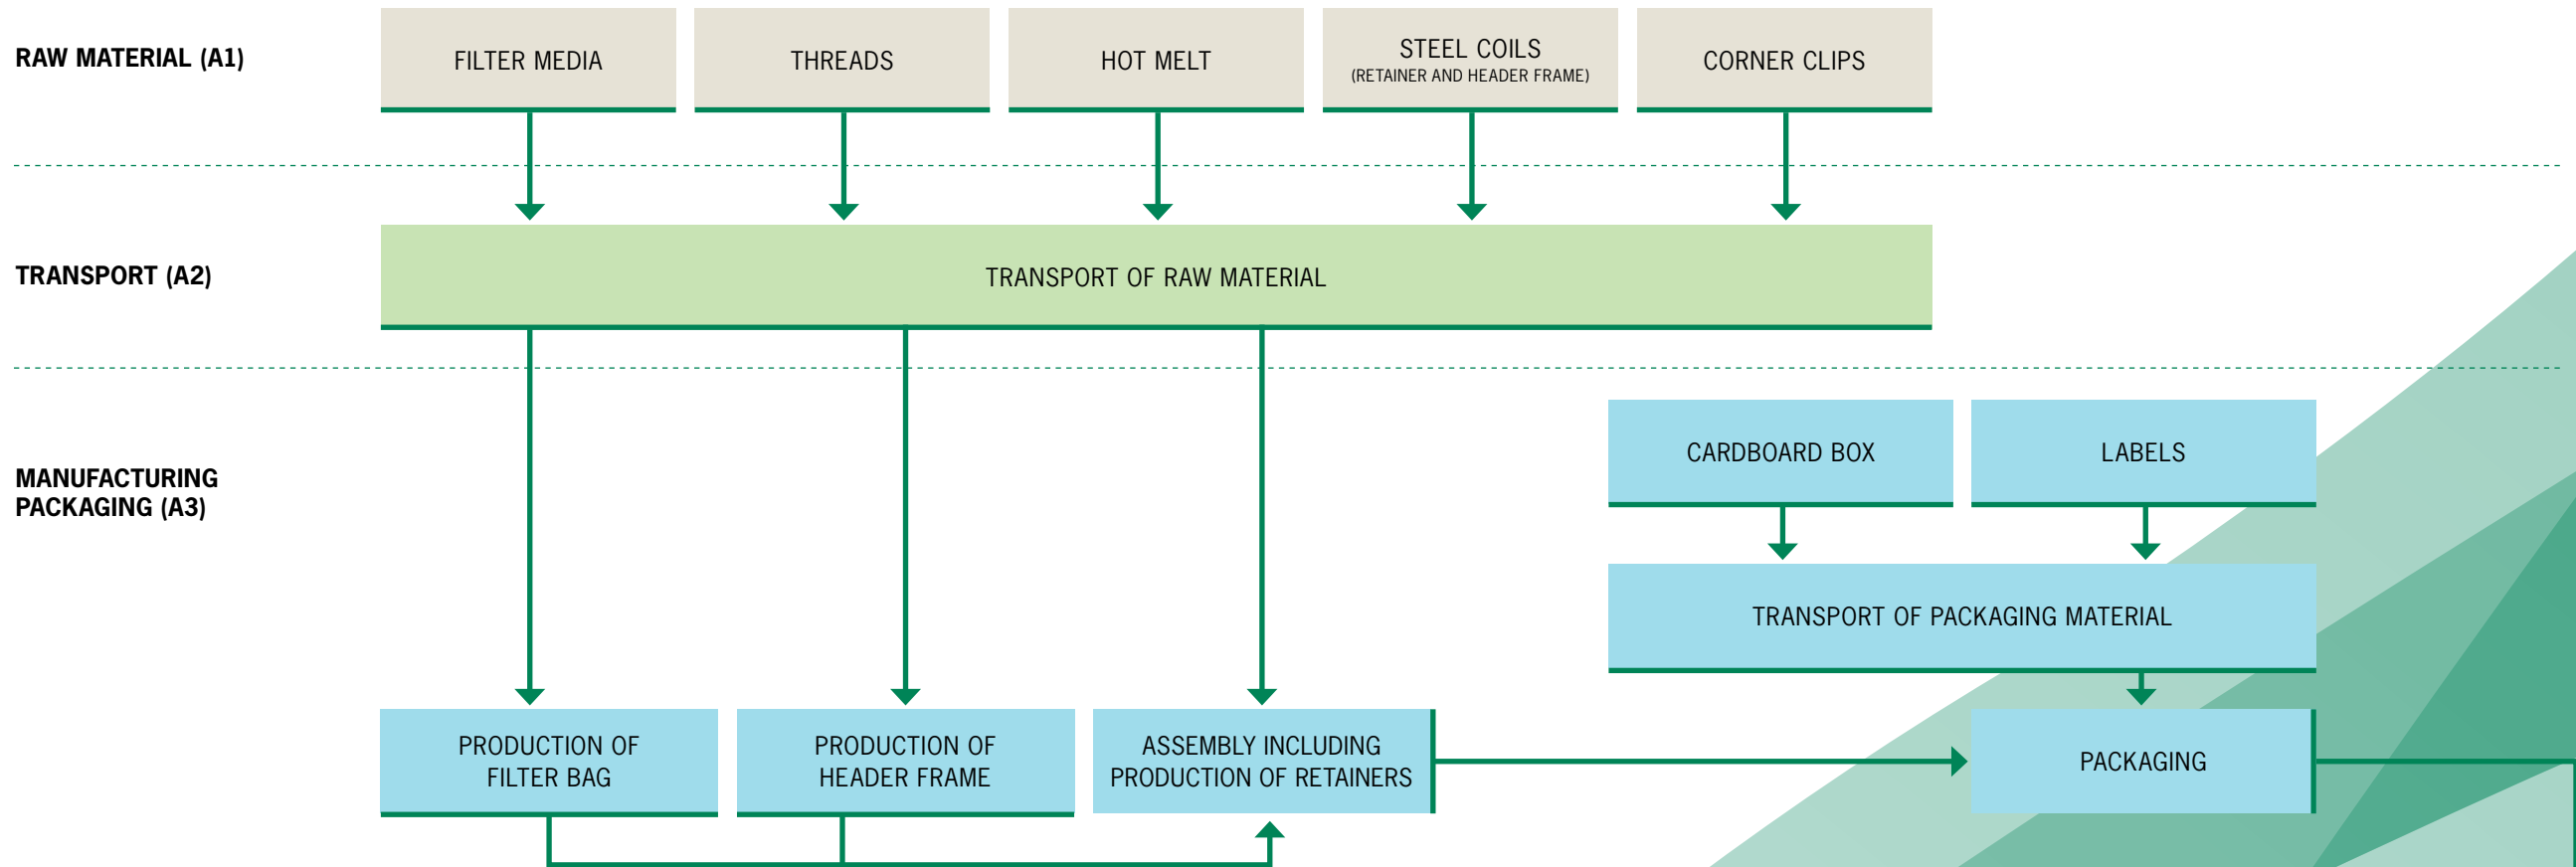 RAW MATERIAL (A1)
FILTER MEDIA
THREADS
HOT MELT
STEEL COILS
(RETAINER AND HEADER FRAME)
CORNER CLIPS
TRANSPORT (A2)
TRANSPORT OF RAW MATERIAL
MANUFACTURING
PACKAGING (A3)
CARDBOARD BOX
LABELS
TRANSPORT OF PACKAGING MATERIAL
PRODUCTION OF
FILTER BAG
PRODUCTION OF
HEADER FRAME
ASSEMBLY INCLUDING
PRODUCTION OF RETAINERS
PACKAGING